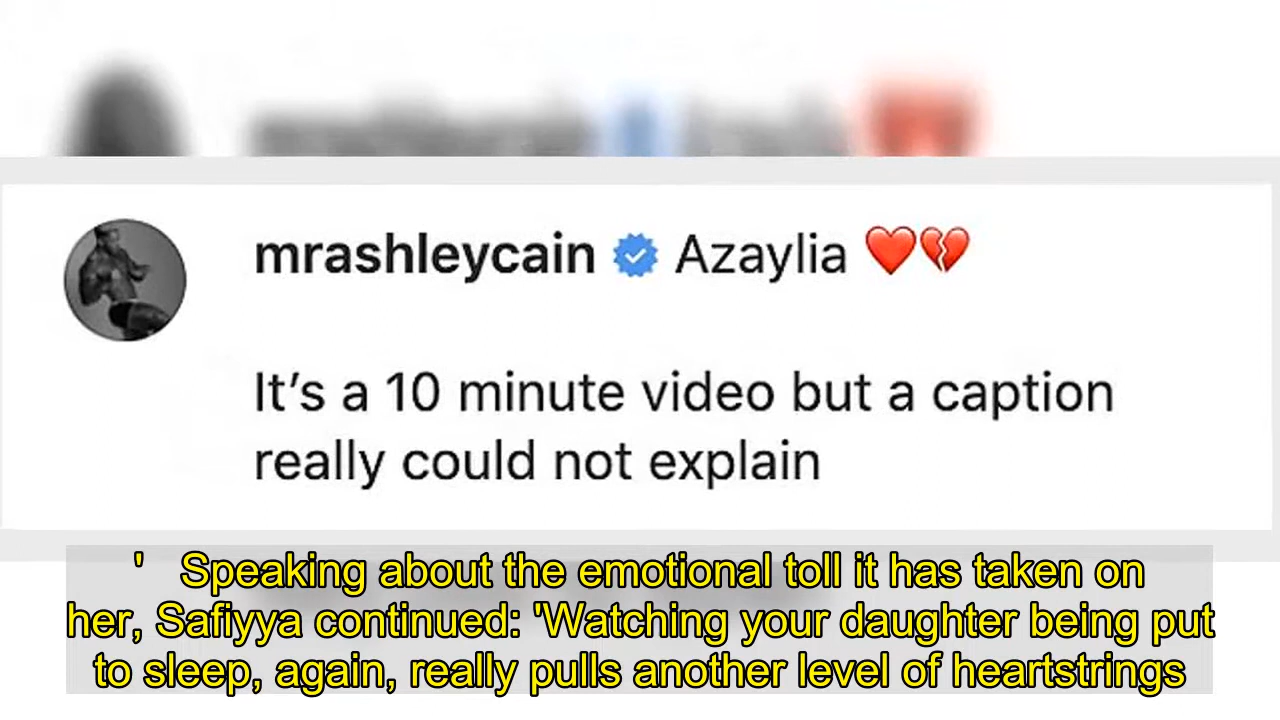 mrashleycain Azaylia ❤️💔
It’s a 10 minute video but a caption
really could not explain
' Speaking about the emotional toll it has taken on
her, Safiyya continued: 'Watching your daughter being put
to sleep, again, really pulls another level of heartstrings